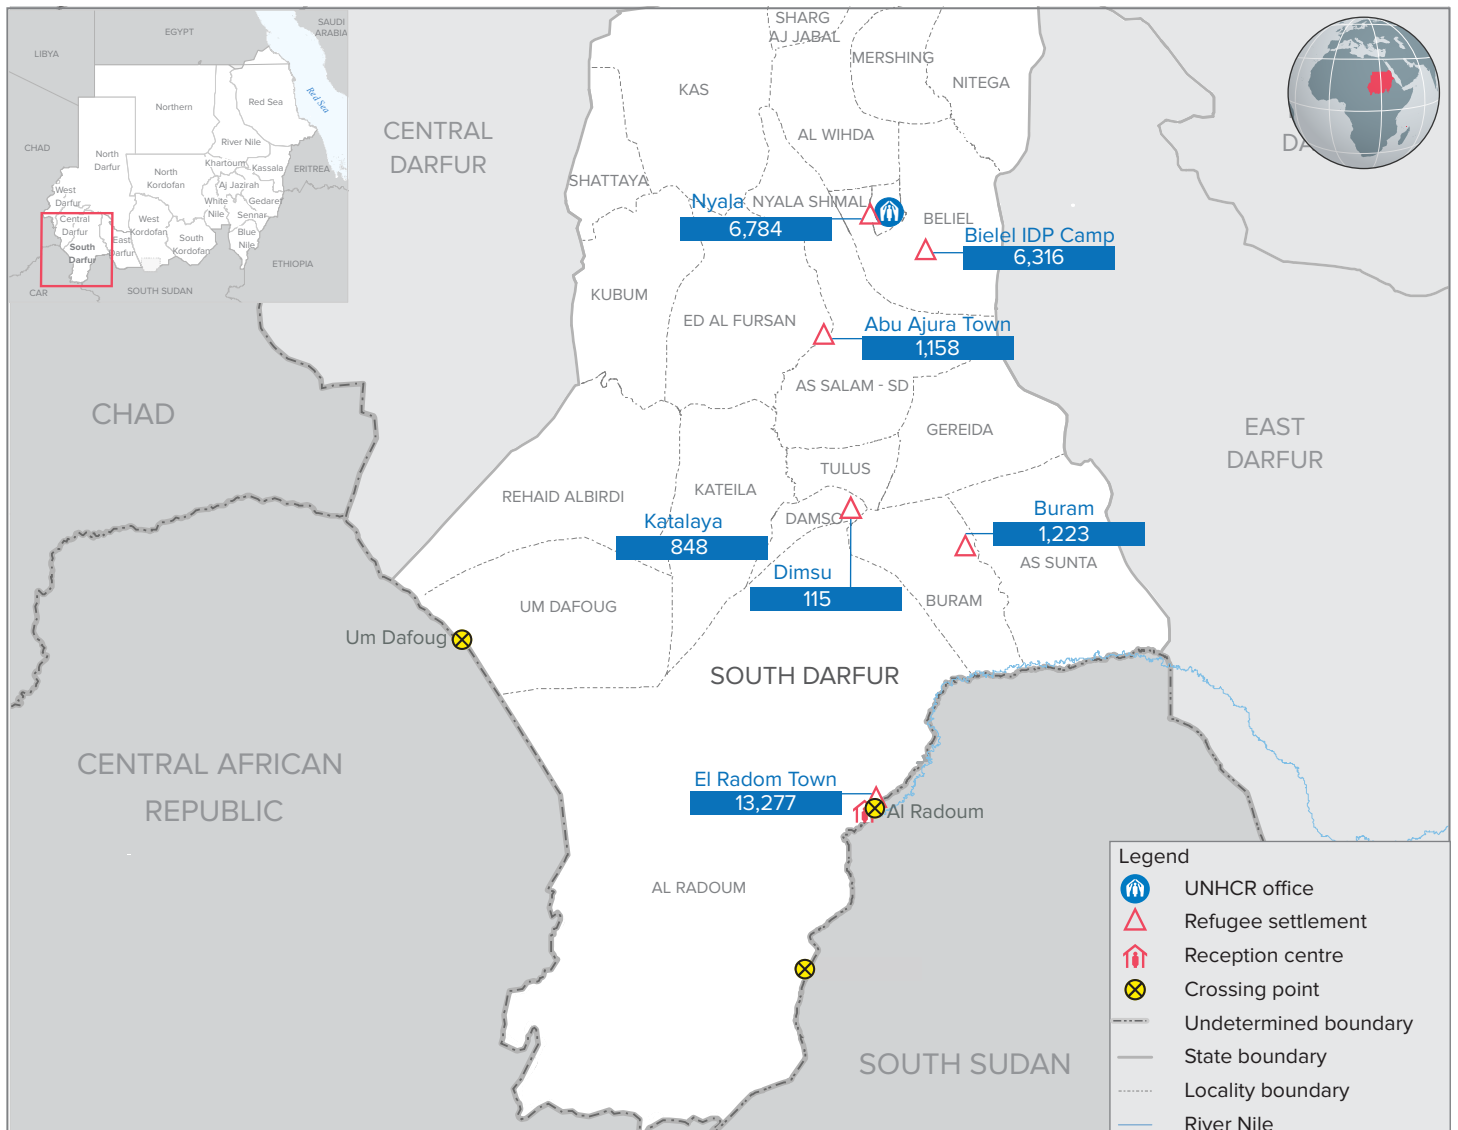 EGYPT
SAUDI
ARABIA
LIBYA
Red Sea
Northern
Red Sea
CHAD
River Nile
North
Darfur
Khartoum
Kassala
ERITREA
North
Kordofan
Aj Jazirah
West
Darfur
White
Nile
Gedaref
Sennar
Central
Darfur
West
Kordofan
Blue
Nile
South
Darfur
East
Darfur
South
Kordofan
ETHIOPIA
CAR
SOUTH SUDAN
SHARG
AJ JABAL
MERSHING
NITEGA
KAS
CENTRAL
DARFUR
AL WIHDA
DA
SHATTAYA
Nyala
6,784
NYALA SHIMAL
BELIEL
Bielel IDP Camp
6,316
KUBUM
ED AL FURSAN
Abu Ajura Town
1,158
AS SALAM - SD
CHAD
GEREIDA
EAST
DARFUR
TULUS
REHAID ALBIRDI
KATEILA
Katalaya
848
DAMSO
Buram
1,223
AS SUNTA
Dimsu
115
UM DAFOUG
BURAM
Um Dafoug
SOUTH DARFUR
CENTRAL AFRICAN
REPUBLIC
El Radom Town
13,277
Al Radoum
AL RADOUM
SOUTH SUDAN
Legend
UNHCR office
Refugee settlement
Reception centre
Crossing point
Undetermined boundary
State boundary
Locality boundary
River Nile